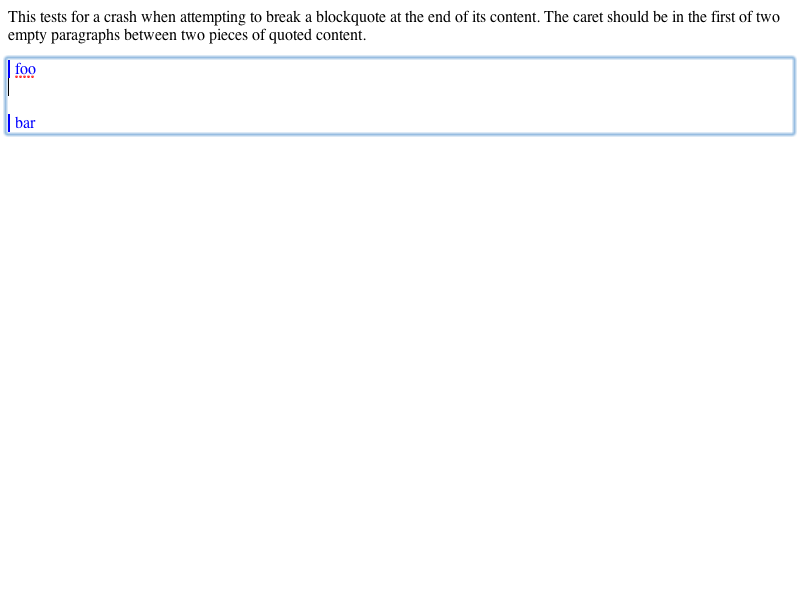 This tests for a crash when attempting to break a blockquote at the end of its content. The caret should be in the first of two
empty paragraphs between two pieces of quoted content.
foo
bar